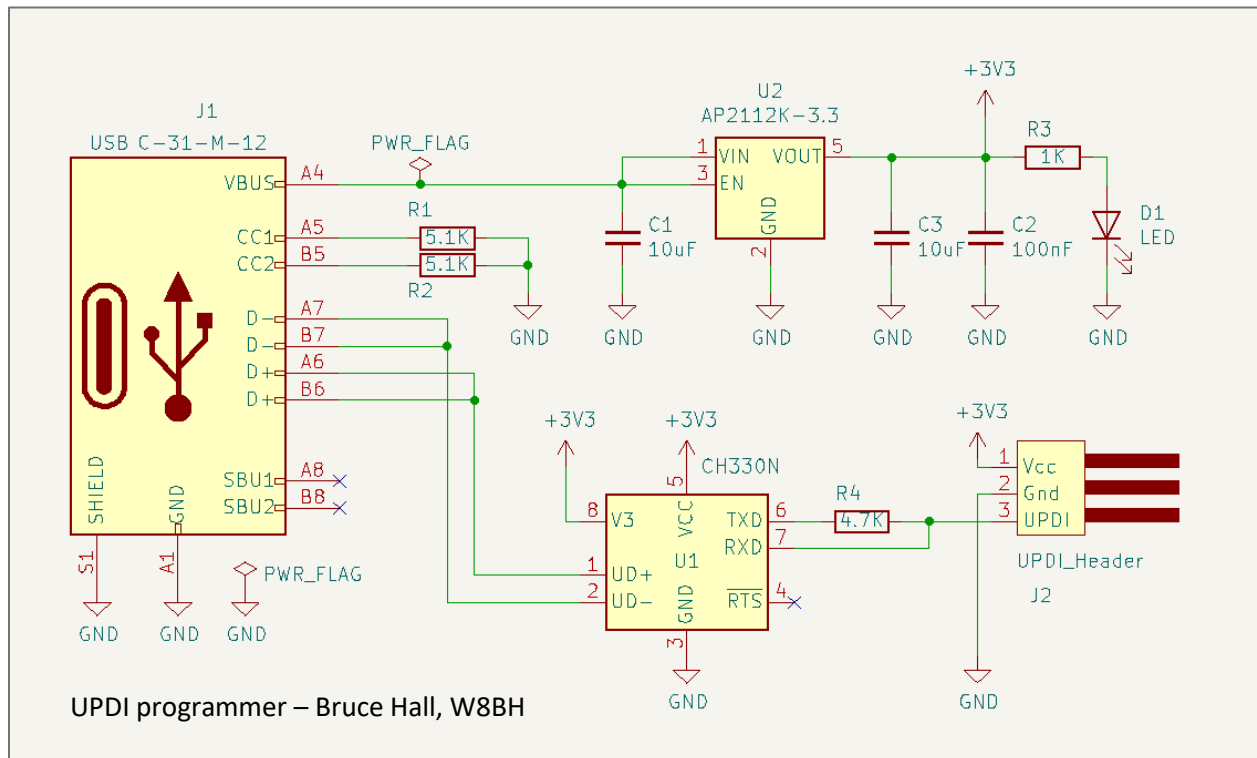 J1
USB C-31-M-12
VBUS
A4
CC1
A5
CC2
B5
D-
A7
D-
B7
D+
A6
D+
B6
SBU1
A8
SBU2
B8
SHIELD
GND
S1
A1
GND
GND
PWR_FLAG
GND
PWR_FLAG
R1
5.1K
5.1K
R2
GND
C1
10uF
GND
U2
AP2112K-3.3
1
VIN
VOUT
5
3
EN
GND
2
GND
C3
10uF
GND
+3V3
C2
100nF
GND
R3
1K
D1
LED
GND
+3V3
+3V3
CH330N
5
8
V3
VCC
TXD
6
RXD
7
U1
1
UD+
2
UD-
GND
RTS
4
3
GND
R4
4.7K
+3V3
1
Vcc
2
Gnd
3
UPDI
UPDI_Header
J2
GND
UPDI programmer – Bruce Hall, W8BH